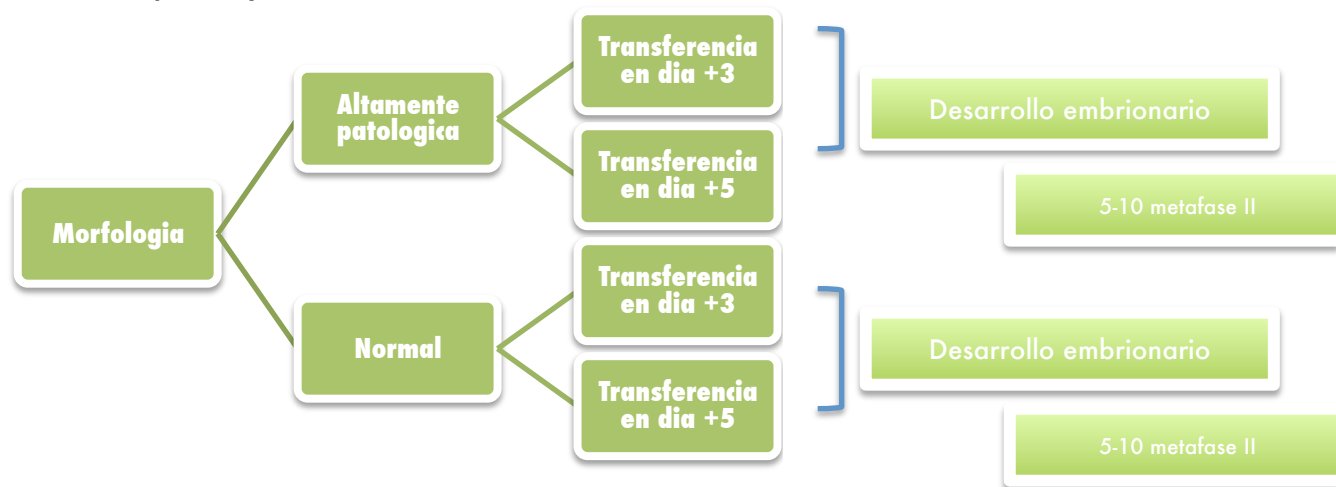 Transferencia
en dia +3
Altamente
patologica
Desarrollo embrionario
Transferencia
en dia +5
5-10 metafase II
Morfologia
Transferencia
en dia +3
Normal
Desarrollo embrionario
Transferencia
en dia +5
5-10 metafase II